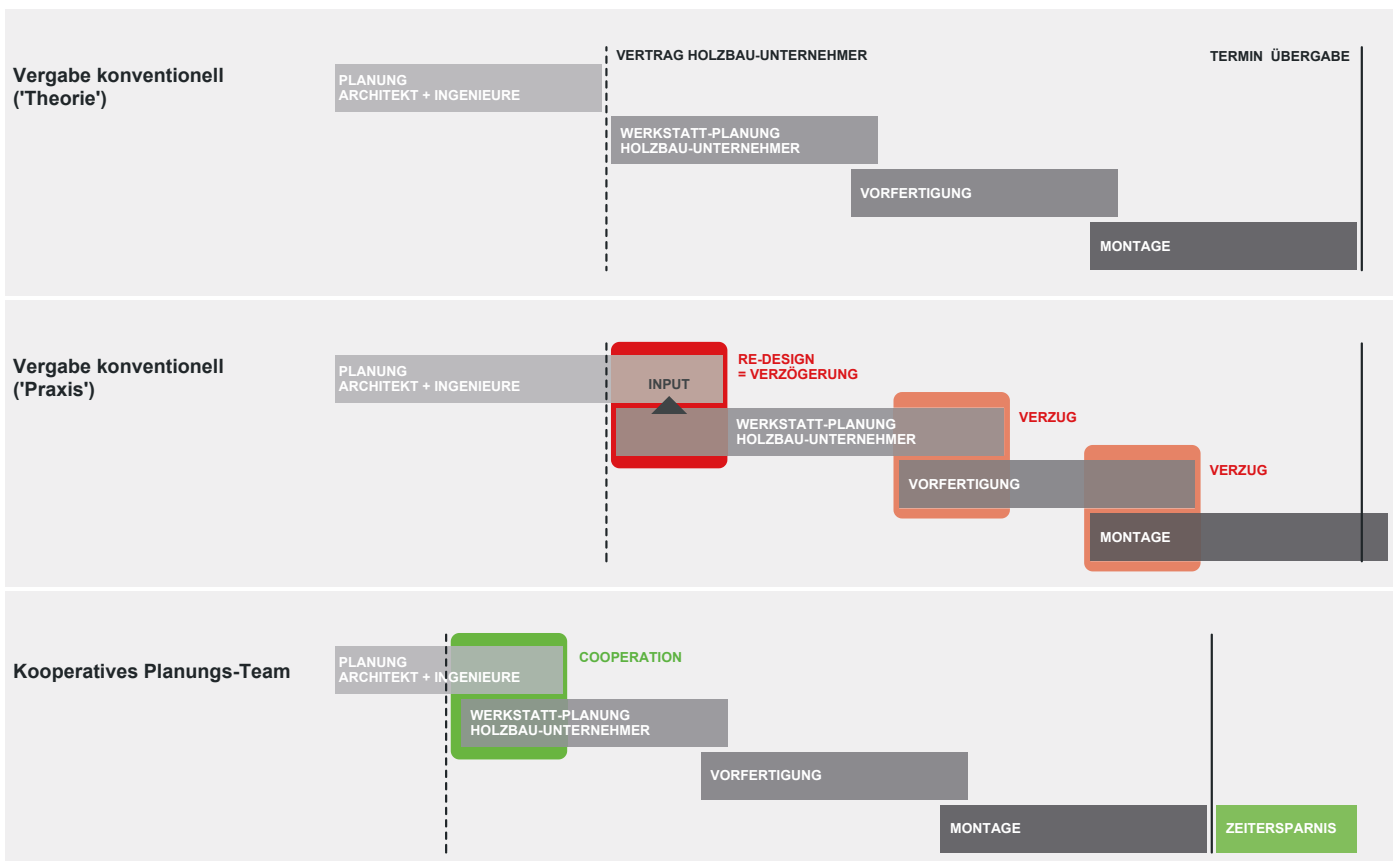 Vergabe konventionell
('Theorie')
VERTRAG HOLZBAU-UNTERNEHMER
TERMIN ÜBERGABE
PLANUNG
ARCHITEKT + INGENIEURE
WERKSTATT-PLANUNG
HOLZBAU-UNTERNEHMER
VORFERTIGUNG
MONTAGE
Vergabe konventionell
('Praxis')
PLANUNG
ARCHITEKT + INGENIEURE
INPUT
RE-DESIGN
= VERZÖGERUNG
WERKSTATT-PLANUNG
HOLZBAU-UNTERNEHMER
VERZUG
VORFERTIGUNG
VERZUG
MONTAGE
Kooperatives Planungs-Team
PLANUNG
ARCHITEKT + INGENIEURE
COOPERATION
WERKSTATT-PLANUNG
HOLZBAU-UNTERNEHMER
VORFERTIGUNG
MONTAGE
ZEITERSPARNIS